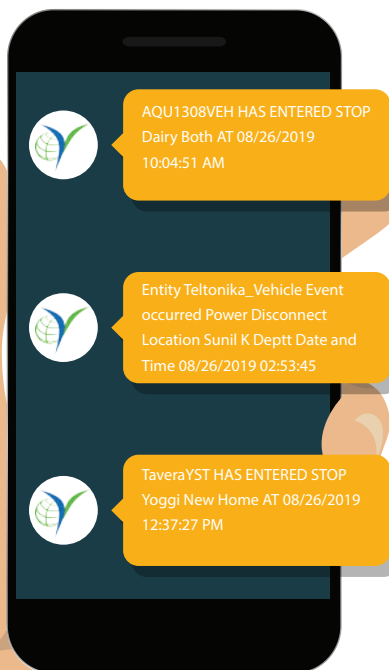 AQU1308VEH HAS ENTERED STOP
Dairy Both AT 08/26/2019
10:04:51 AM
Entity Teltonika_Vehicle Event
occurred Power Disconnect
Location Sunil K Deptt Date and
Time 08/26/2019 02:53:45
TaveraYST HAS ENTERED STOP
Yoggi New Home AT 08/26/2019
12:37:27 PM